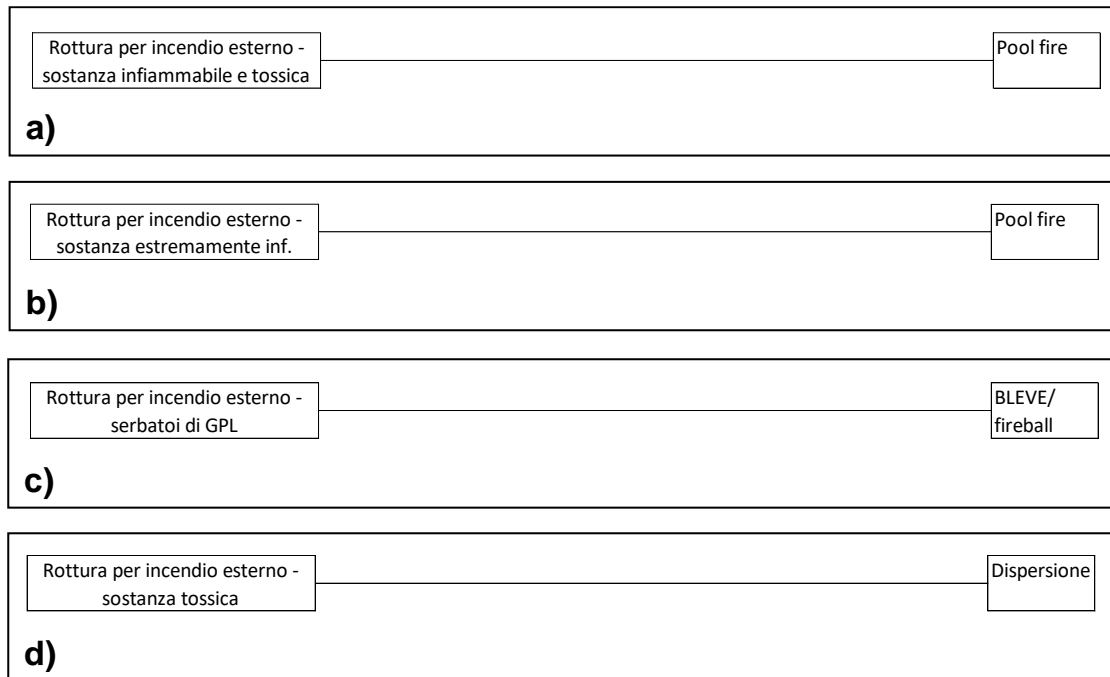 Rottura per incendio esterno -
sostanza infiammabile e tossica
Pool fire
a)
Rottura per incendio esterno -
sostanza estremamente inf.
Pool fire
b)
Rottura per incendio esterno -
serbatoi di GPL
BLEVE/
fireball
c)
Rottura per incendio esterno -
sostanza tossica
Dispersione
d)